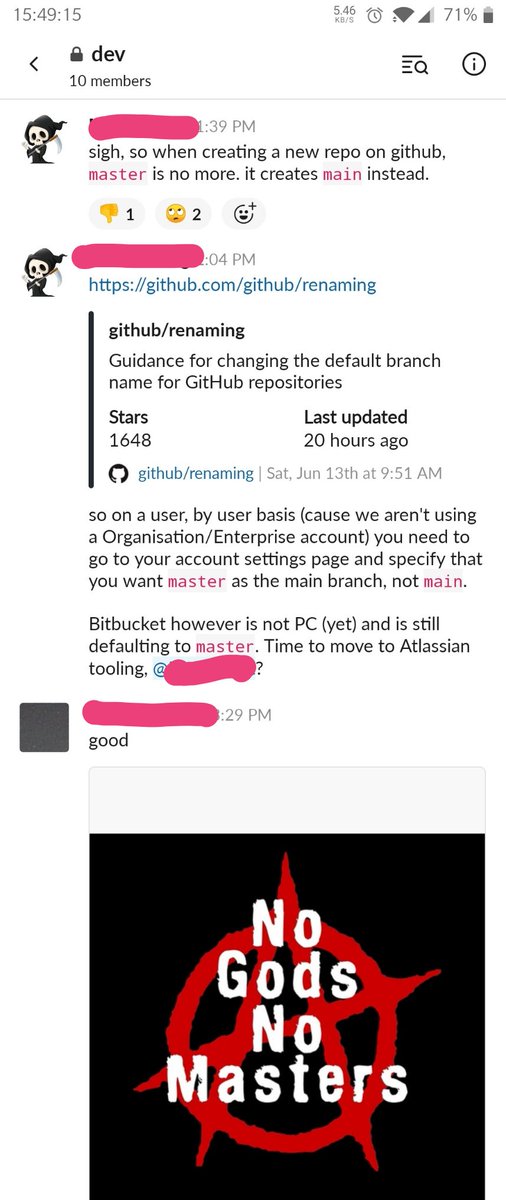 15:49:15
5.46
KB/S
71%
dev
10 members
1:39 PM
sigh, so when creating a new repo on github,
master is no more. it creates main instead.
👎 1 🙄 2
:04 PM
https://github.com/github/renaming
github/renaming
Guidance for changing the default branch
name for GitHub repositories
Stars Last updated
1648 20 hours ago
github/renaming | Sat, Jun 13th at 9:51 AM
so on a user, by user basis (cause we aren't using
a Organisation/Enterprise account) you need to
go to your account settings page and specify that
you want master as the main branch, not main.
Bitbucket however is not PC (yet) and is still
defaulting to master. Time to move to Atlassian
tooling, @ ?
:29 PM
good
No
Gods
No
Masters